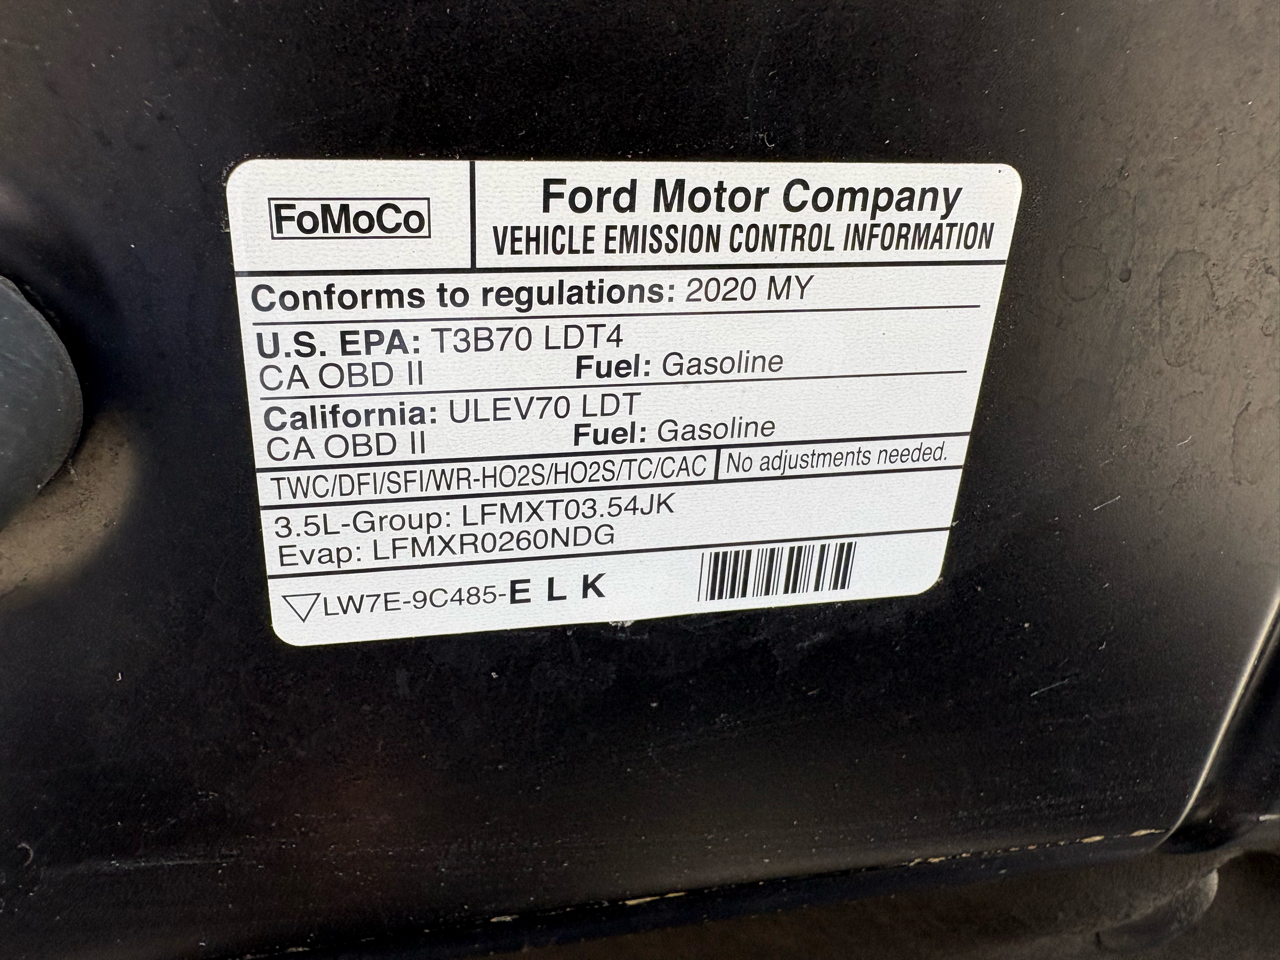 FoMoCo
Ford Motor Company
VEHICLE EMISSION CONTROL INFORMATION
Conforms to regulations: 2020 MY
U.S. EPA: T3B70 LDT4
CA OBD II Fuel: Gasoline
California: ULEV70 LDT
CA OBD II Fuel: Gasoline
TWC/DFI/SFI/WR-HO2S/HO2S/TC/CAC No adjustments needed.
3.5L-Group: LFMXT03.54JK
Evap: LFMXR0260NDG
LW7E-9C485-E L K